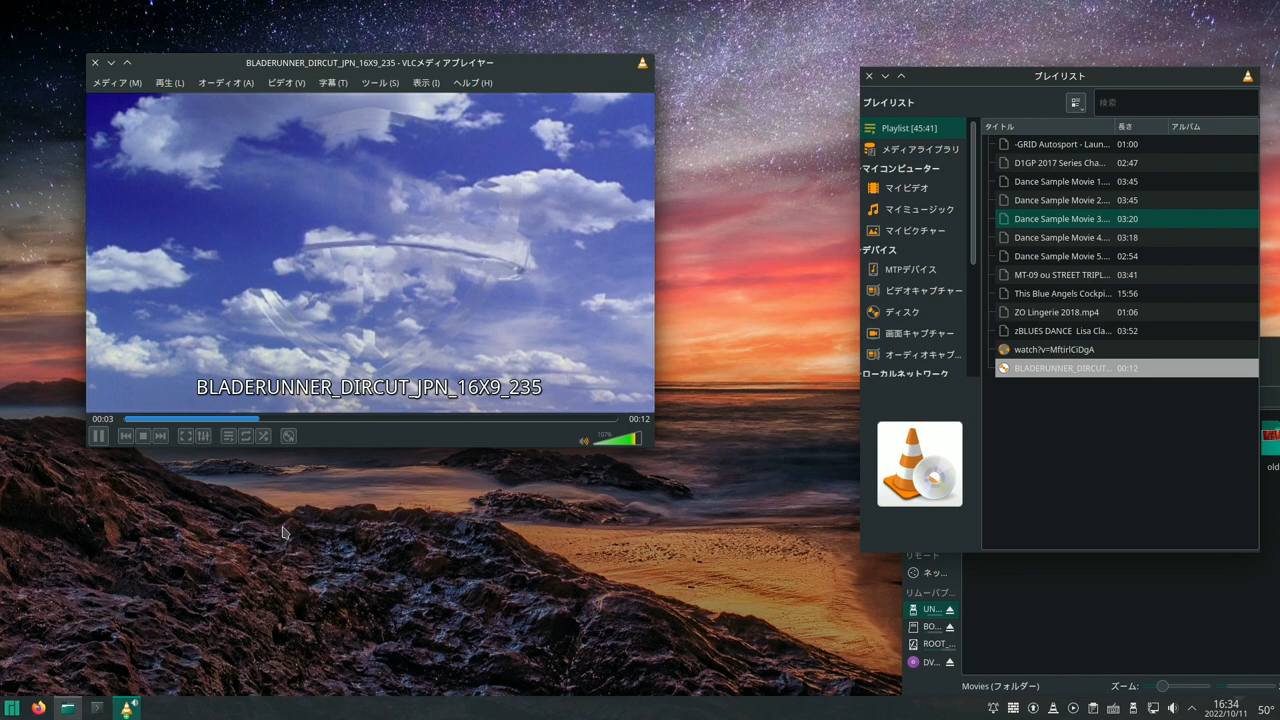 BLADERUNNER_DIRCUT_JPN_16X9_235 - VLCメディアプレイヤー
メディア (M) 再生 (L) オーディオ (A) ビデオ (V) 字幕 (T) ツール (S) 表示 (I) ヘルプ (H)
BLADERUNNER_DIRCUT_JPN_16X9_235
00:03 00:12
107%
プレイリスト
プレイリスト 検索
Playlist [45:41]
メディアライブラリ
マイコンピューター
マイビデオ
マイミュージック
マイピクチャー
デバイス
MTPデバイス
ビデオキャプチャー
ディスク
画面キャプチャー
オーディオキャプ...
ローカルネットワーク
タイトル 長さ アルバム
-GRID Autosport - Laun... 01:00
D1GP 2017 Series Cha... 02:47
Dance Sample Movie 1.... 03:45
Dance Sample Movie 2.... 03:45
Dance Sample Movie 3.... 03:20
Dance Sample Movie 4.... 03:18
Dance Sample Movie 5.... 02:54
MT-09 ou STREET TRIPL... 03:41
This Blue Angels Cockpi... 15:56
ZO Lingerie 2018.mp4 01:06
zBLUES DANCE Lisa Cla... 03:52
watch?v=MftirlCiDgA
BLADERUNNER_DIRCUT... 00:12
old
リモート
ネッ...
リムーバブ...
UN...
BO...
ROOT_...
DV...
Movies (フォルダー) ズーム:
16:34
2022/10/11
50°